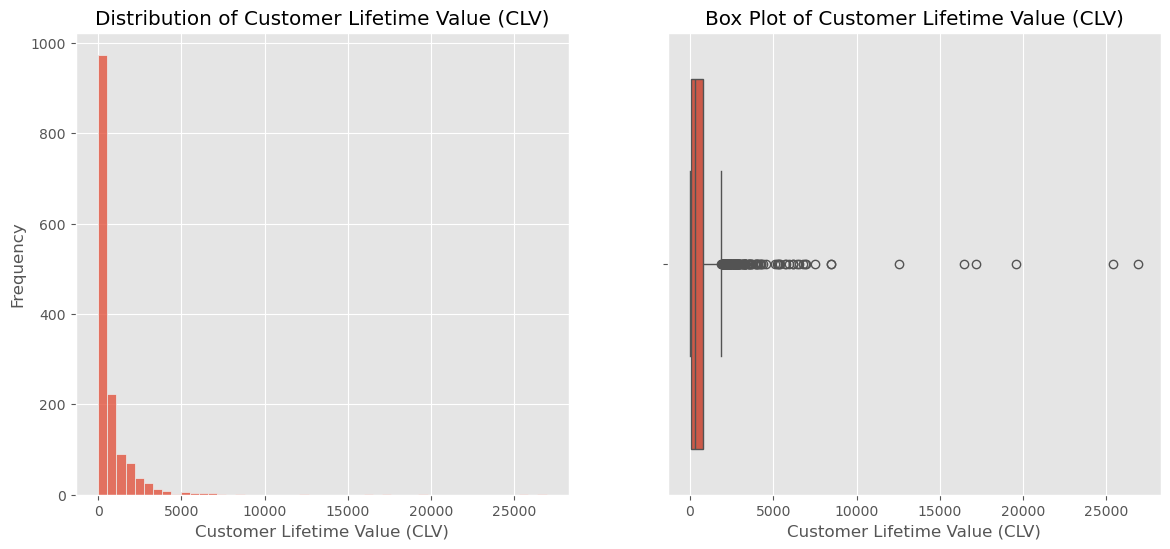 Distribution of Customer Lifetime Value (CLV)
1000
800
600
400
200
0
Frequency
0 5000 10000 15000 20000 25000
Customer Lifetime Value (CLV)
Box Plot of Customer Lifetime Value (CLV)
0 5000 10000 15000 20000 25000
Customer Lifetime Value (CLV)